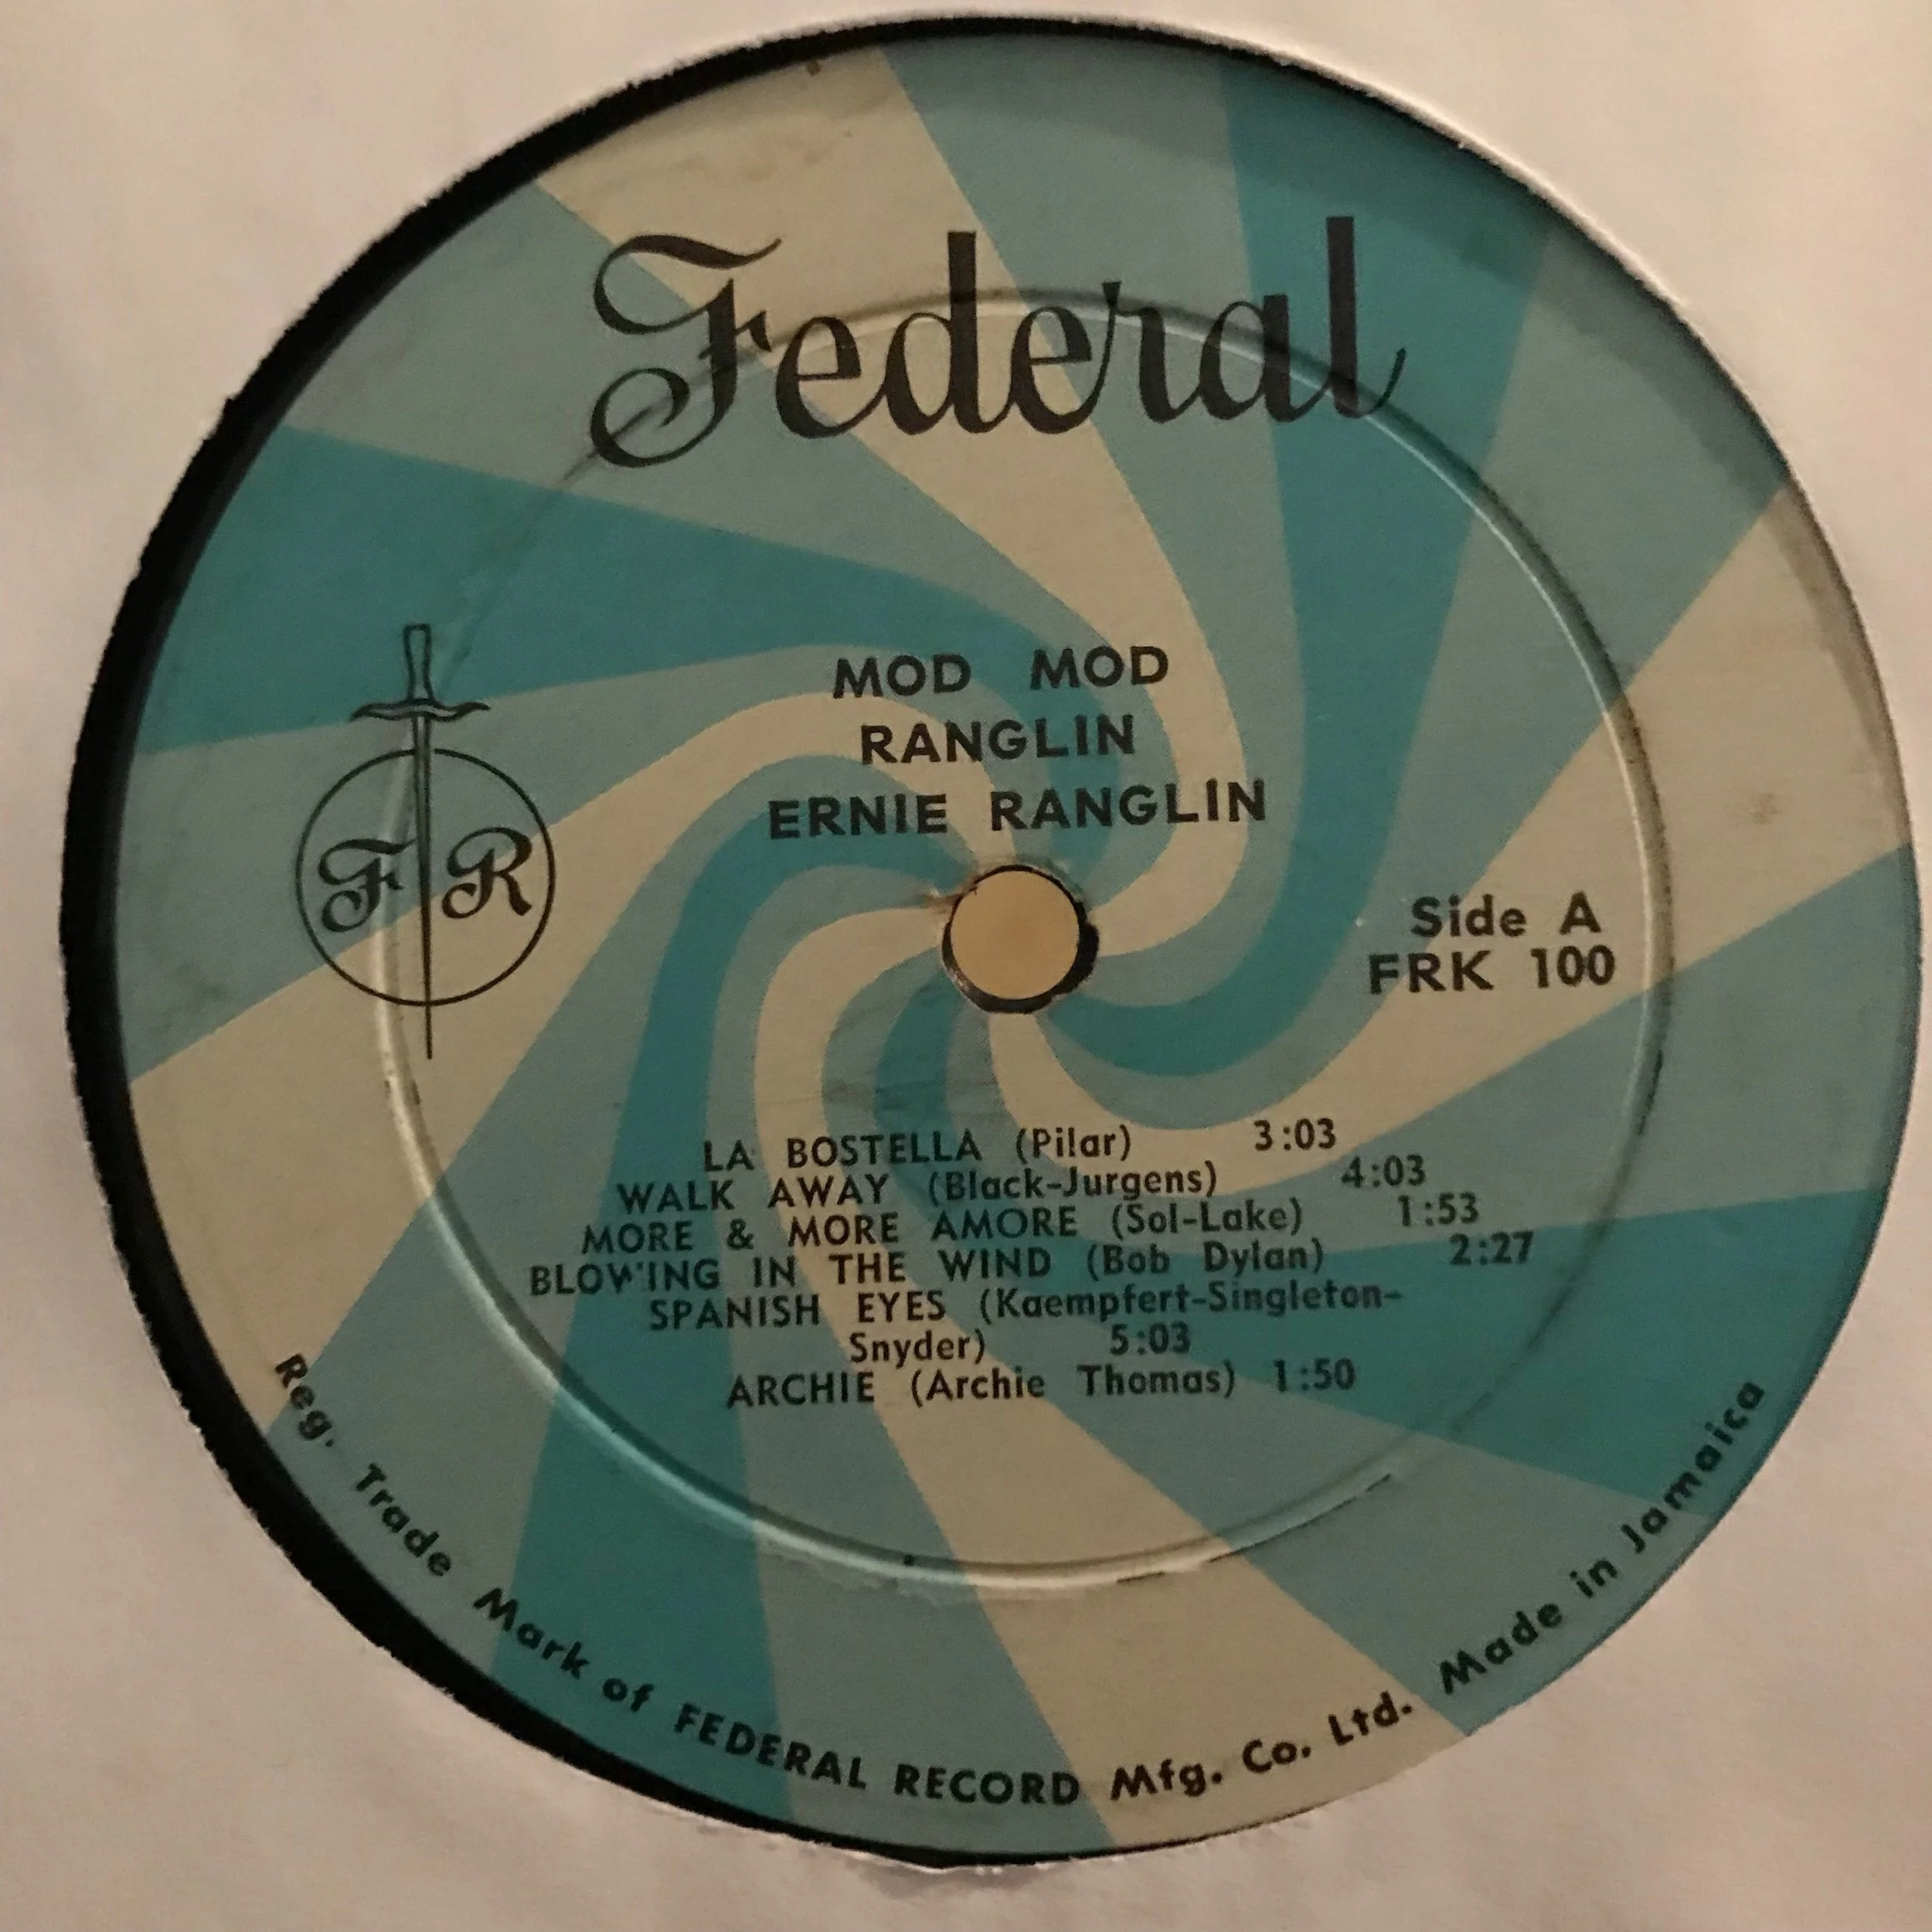 Federal
MOD MOD
RANGLIN
ERNIE RANGLIN
F R
Side A
FRK 100
LA BOSTELLA (Pilar) 3:03
WALK AWAY (Black-Jurgens) 4:03
MORE & MORE AMORE (Sol-Lake) 1:53
BLOW'ING IN THE WIND (Bob Dylan) 2:27
SPANISH EYES (Kaempfert-Singleton-
Snyder) 5:03
ARCHIE (Archie Thomas) 1:50
Reg. Trade Mark of FEDERAL RECORD Mfg. Co. Ltd. Made in Jamaica